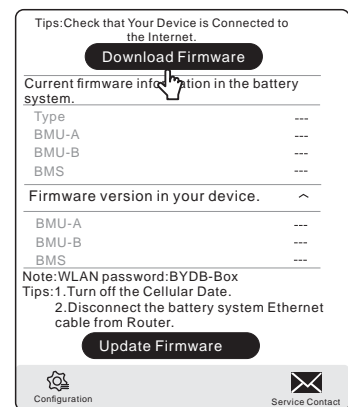 Tips:Check that Your Device is Connected to
the Internet.
Download Firmware
Current firmware information in the battery
system.
Type ---
BMU-A ---
BMU-B ---
BMS ---
Firmware version in your device.
BMU-A ---
BMU-B ---
BMS ---
Note:WLAN password:BYDB-Box
Tips:1.Turn off the Cellular Date.
2.Disconnect the battery system Ethernet
cable from Router.
Update Firmware
Configuration
Service Contact